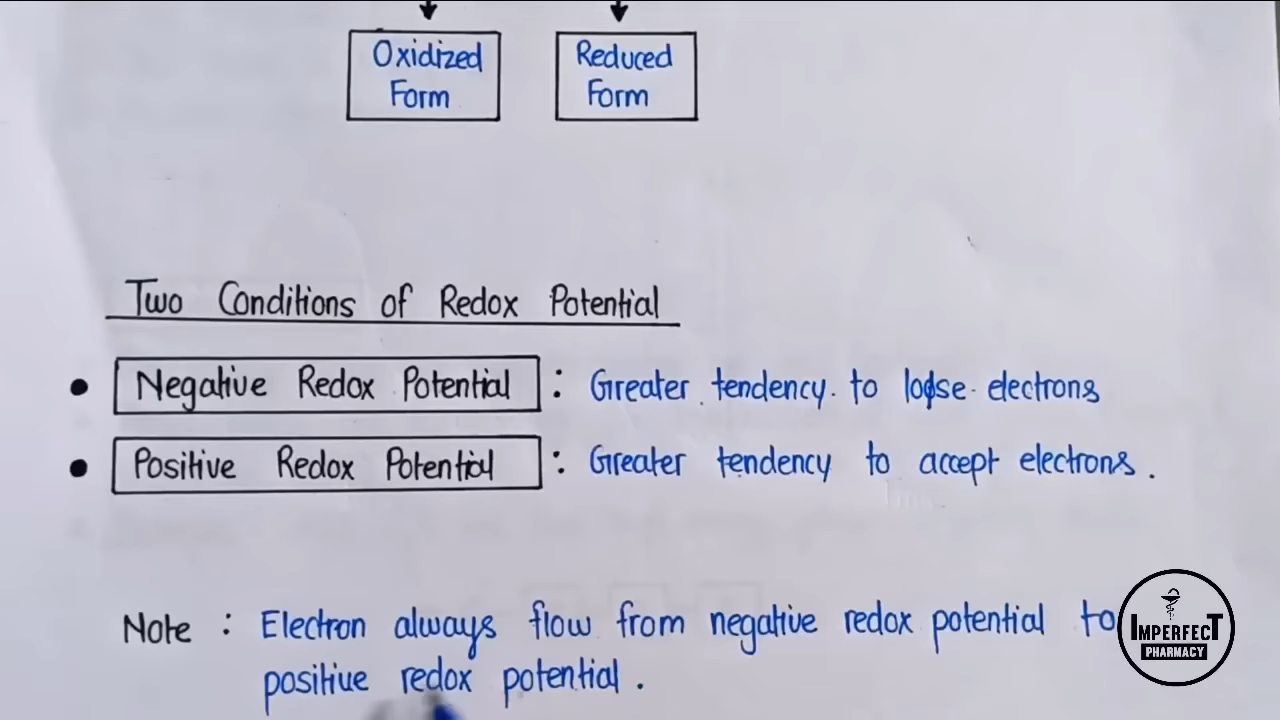 Oxidized Reduced
Form Form
Two Conditions of Redox Potential
• Negative Redox Potential : Greater tendency to loose electrons
• Positive Redox Potential : Greater tendency to accept electrons.
Note : Electron always flow from negative redox potential to
positive redox potential.
IMPERFECT
PHARMACY